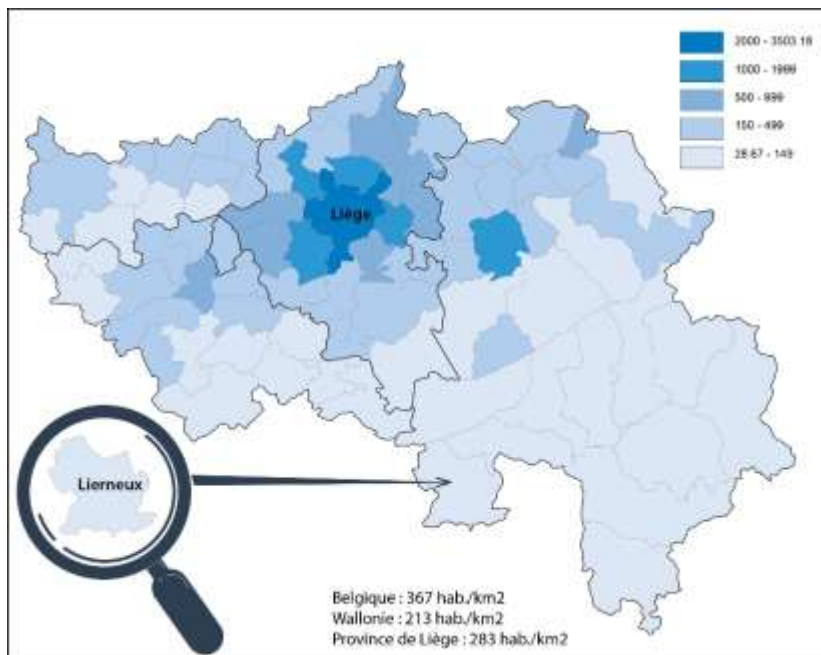 2000 - 3503.16
1000 - 1999
500 - 999
150 - 499
28.67 - 149
Liège
Lierneux
Belgique : 367 hab./km2
Wallonie : 213 hab./km2
Province de Liège : 283 hab./km2